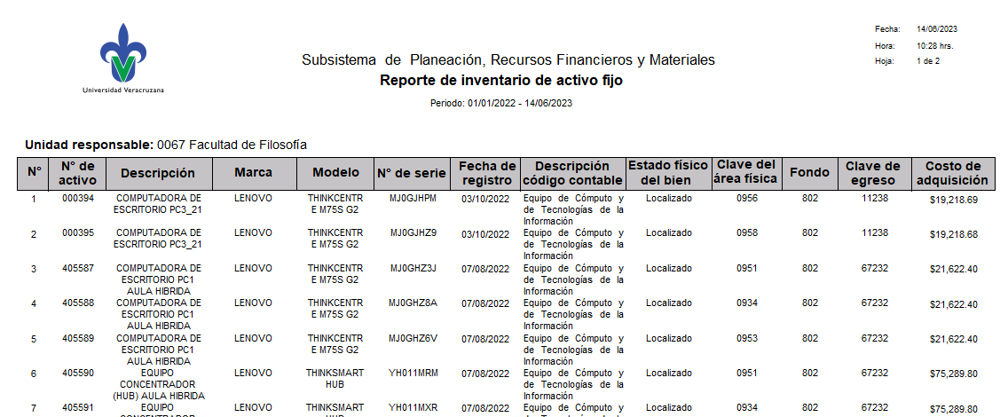 Fecha: 14/06/2023
Hora: 10:28 hrs.
Hoja: 1 de 2
Universidad Veracruzana
Subsistema de Planeación, Recursos Financieros y Materiales
Reporte de inventario de activo fijo
Periodo: 01/01/2022 - 14/06/2023
Unidad responsable: 0067 Facultad de Filosofía
N° N° de activo Descripción Marca Modelo N° de serie Fecha de registro Descripción código contable Estado físico del bien Clave del área física Fondo Clave de egreso Costo de adquisición
1 000394 COMPUTADORA DE LENOVO THINKCENTR MJ0GJHPM 03/10/2022 Equipo de Cómputo y Localizado 0956 802 11238 $19,218.69
ESCRITORIO PC3_21 E M75S G2 de Tecnologías de la
Información
2 000395 COMPUTADORA DE LENOVO THINKCENTR MJ0GJHZ9 03/10/2022 Equipo de Cómputo y Localizado 0958 802 11238 $19,218.68
ESCRITORIO PC3_21 E M75S G2 de Tecnologías de la
Información
3 405587 COMPUTADORA DE LENOVO THINKCENTR MJ0GHZ3J 07/08/2022 Equipo de Cómputo y Localizado 0951 802 67232 $21,622.40
ESCRITORIO PC1 E M75S G2 de Tecnologías de la
AULA HIBRIDA Información
4 405588 COMPUTADORA DE LENOVO THINKCENTR MJ0GHZ8A 07/08/2022 Equipo de Cómputo y Localizado 0934 802 67232 $21,622.40
ESCRITORIO PC1 E M75S G2 de Tecnologías de la
AULA HIBRIDA Información
5 405589 COMPUTADORA DE LENOVO THINKCENTR MJ0GHZ6V 07/08/2022 Equipo de Cómputo y Localizado 0953 802 67232 $21,622.40
ESCRITORIO PC1 E M75S G2 de Tecnologías de la
AULA HIBRIDA Información
6 405590 EQUIPO LENOVO THINKSMART YH011MRM 07/08/2022 Equipo de Cómputo y Localizado 0951 802 67232 $75,289.80
CONCENTRADOR HUB de Tecnologías de la
(HUB) AULA HIBRIDA Información
7 405591 EQUIPO LENOVO THINKSMART YH011MXR 07/08/2022 Equipo de Cómputo y Localizado 0934 802 67232 $75,289.80